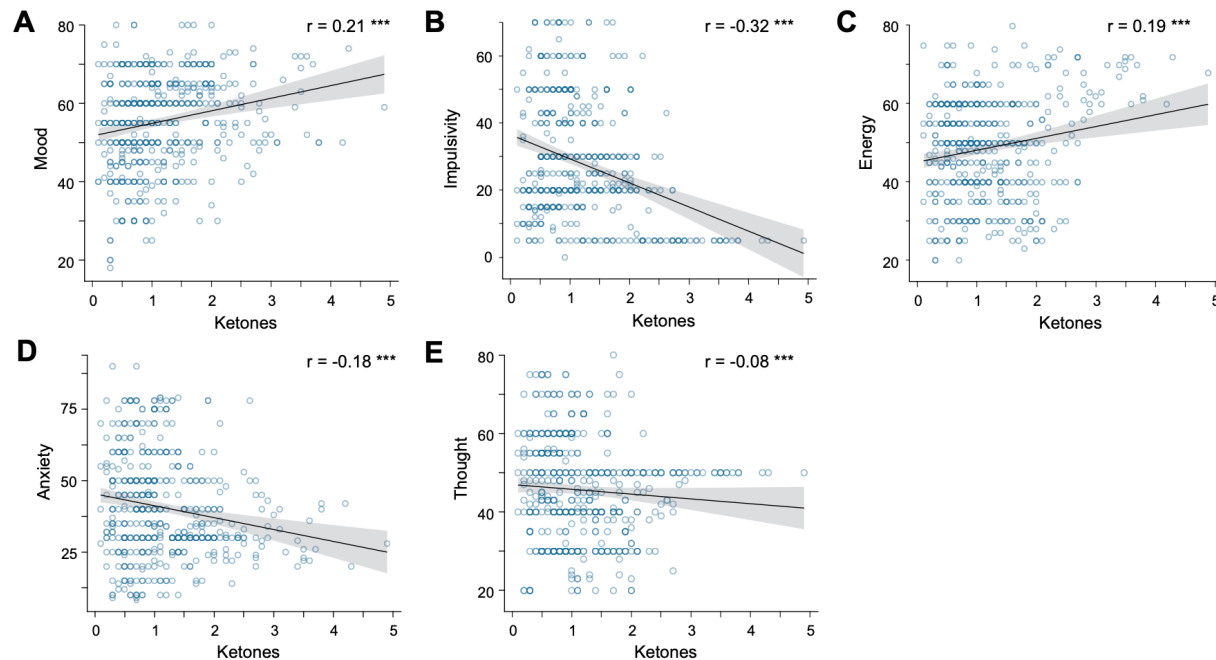 A
r = 0.21 ***
80
60
40
20
Mood
0 1 2 3 4 5
Ketones
B
r = -0.32 ***
60
40
20
0
Impulsivity
0 1 2 3 4 5
Ketones
C
r = 0.19 ***
80
60
40
20
Energy
0 1 2 3 4 5
Ketones
D
r = -0.18 ***
75
50
25
Anxiety
0 1 2 3 4 5
Ketones
E
r = -0.08 ***
80
60
40
20
Thought
0 1 2 3 4 5
Ketones